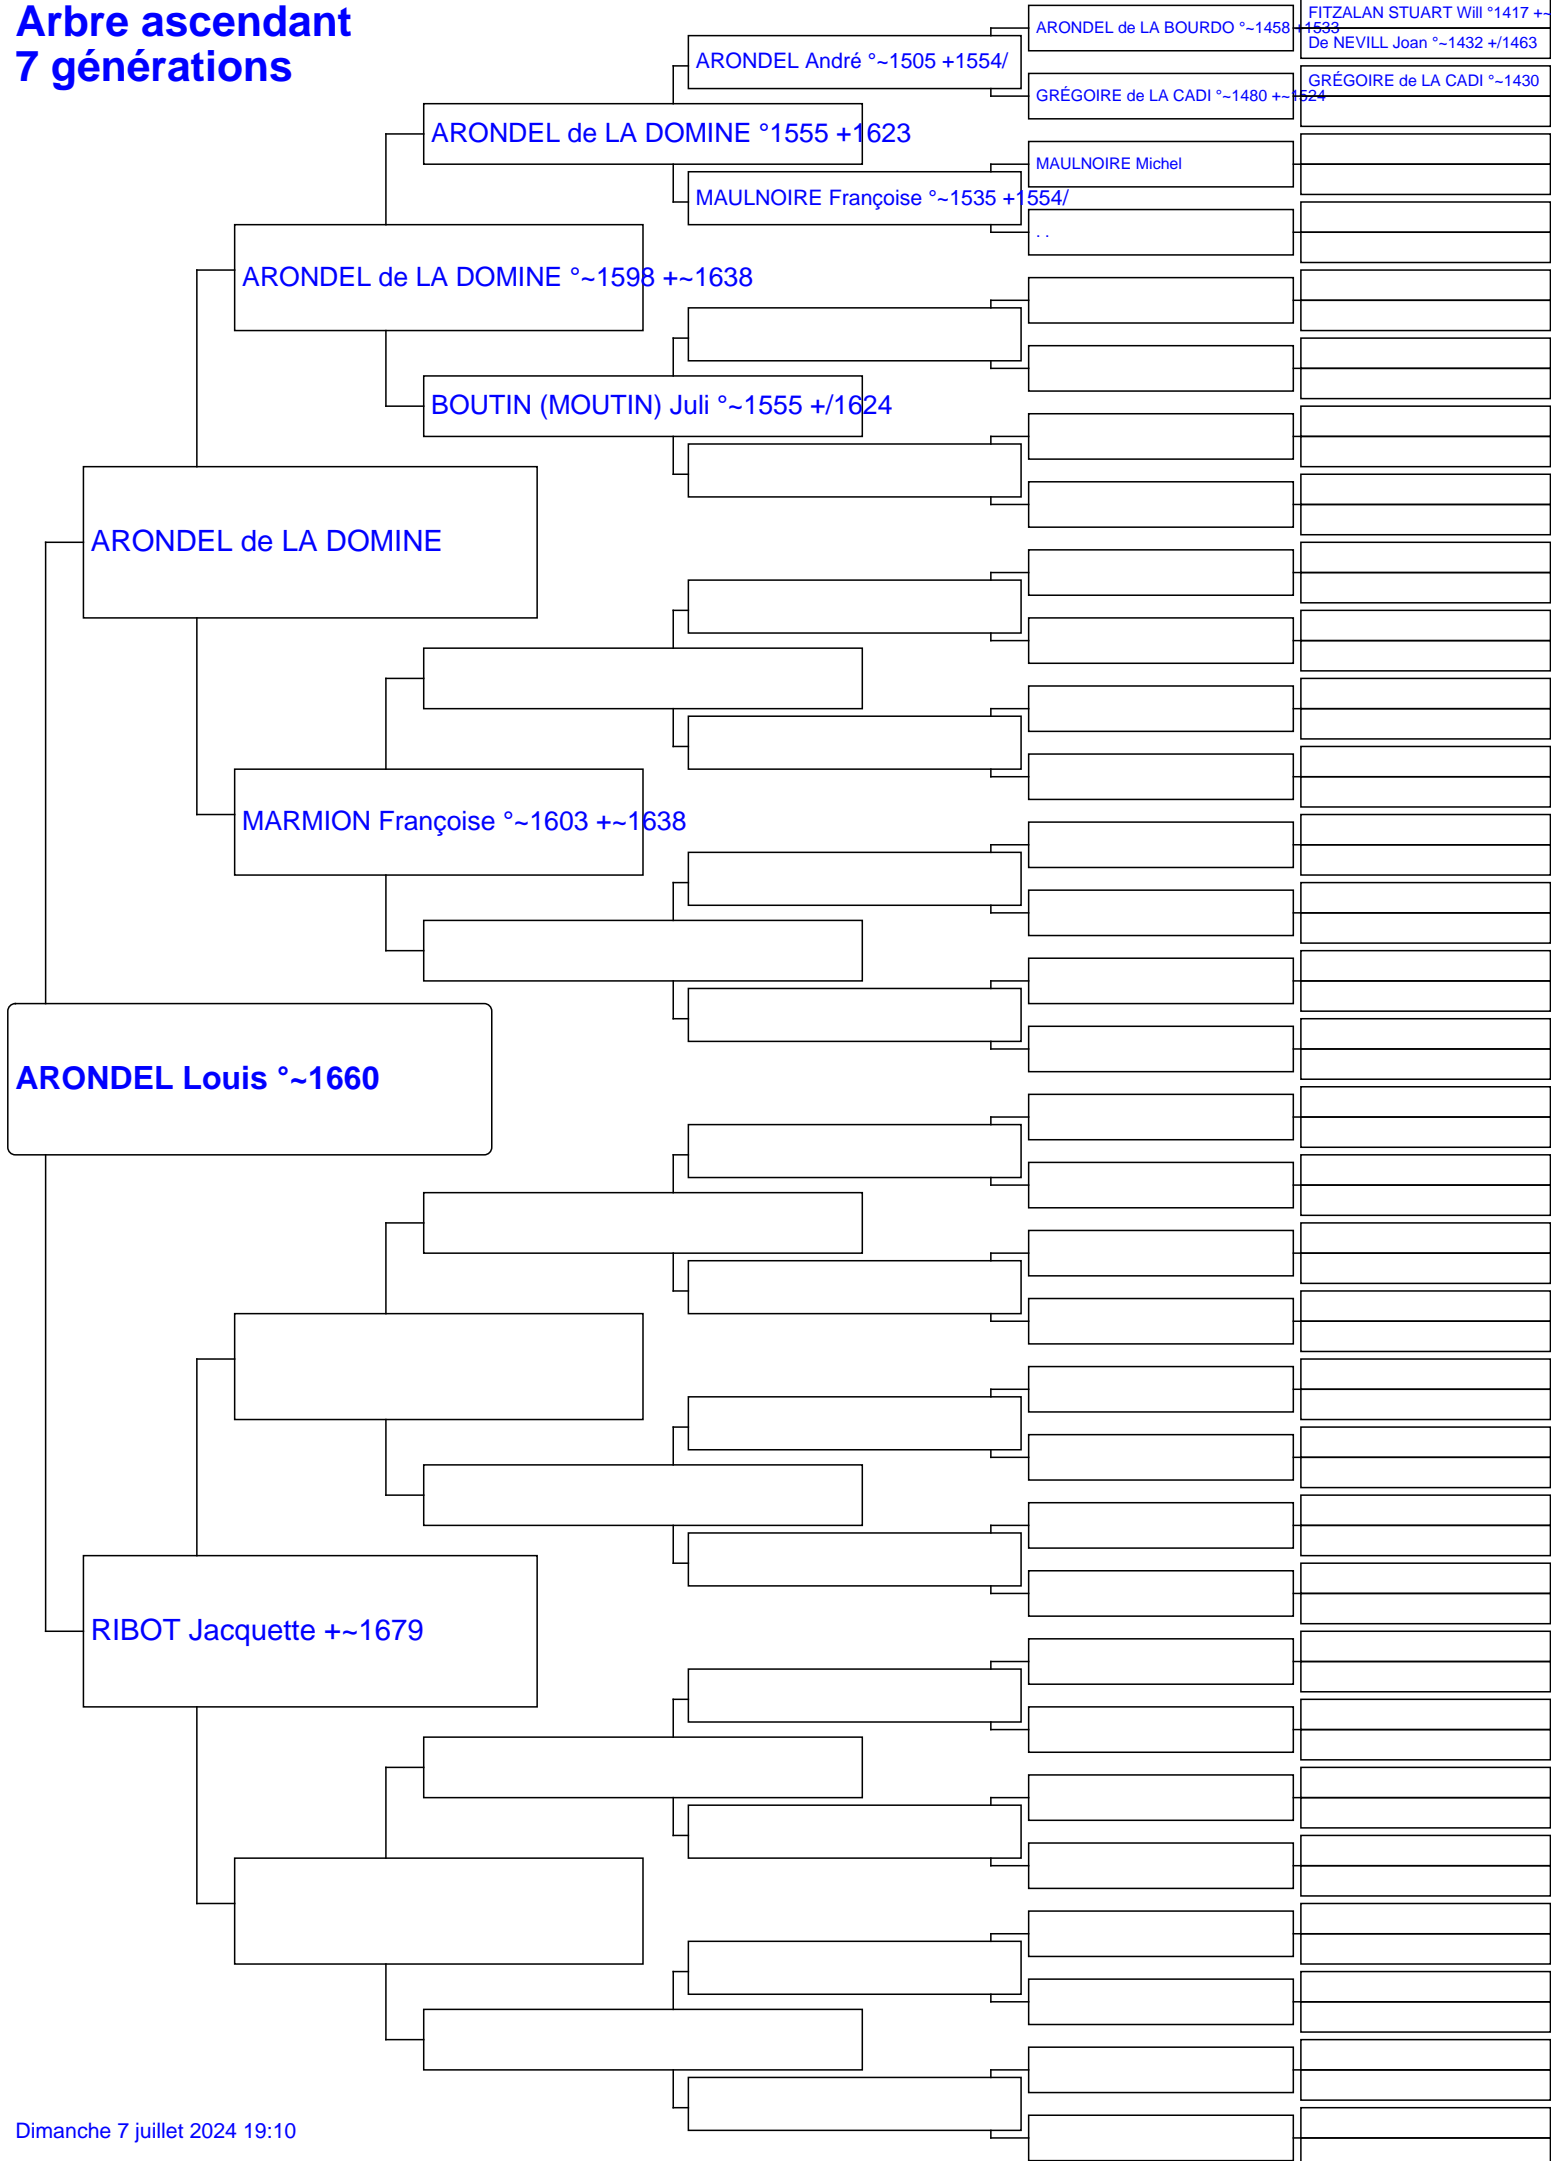 Arbre ascendant
7 générations
FITZALAN STUART Will °1417 +~
ARONDEL de LA BOURDO °~1458 +1533
De NEVILL Joan °~1432 +/1463
ARONDEL André °~1505 +1554/
GRÉGOIRE de LA CADI °~1430
GRÉGOIRE de LA CADI °~1480 +~1524
ARONDEL de LA DOMINE °1555 +1623
MAULNOIRE Michel
MAULNOIRE Françoise °~1535 +1554/
. .
ARONDEL de LA DOMINE °~1598 +~1638
BOUTIN (MOUTIN) Juli °~1555 +/1624
ARONDEL de LA DOMINE
MARMION Françoise °~1603 +~1638
ARONDEL Louis °~1660
RIBOT Jacquette +~1679
Dimanche 7 juillet 2024 19:10